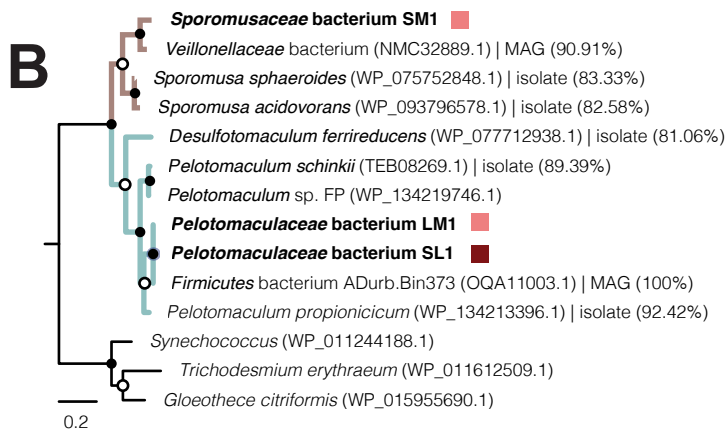 B
Sporomusaceae bacterium SM1
Veillonellaceae bacterium (NMC32889.1) | MAG (90.91%)
Sporomusa sphaeroides (WP_075752848.1) | isolate (83.33%)
Sporomusa acidovorans (WP_093796578.1) | isolate (82.58%)
Desulfotomaculum ferrireducens (WP_077712938.1) | isolate (81.06%)
Pelotomaculum schinkii (TEB08269.1) | isolate (89.39%)
Pelotomaculum sp. FP (WP_134219746.1)
Pelotomaculaceae bacterium LM1
Pelotomaculaceae bacterium SL1
Firmicutes bacterium ADurb.Bin373 (OQA11003.1) | MAG (100%)
Pelotomaculum propionicicum (WP_134213396.1) | isolate (92.42%)
Synechococcus (WP_011244188.1)
Trichodesmium erythraeum (WP_011612509.1)
Gloeothece citriformis (WP_015955690.1)
0.2